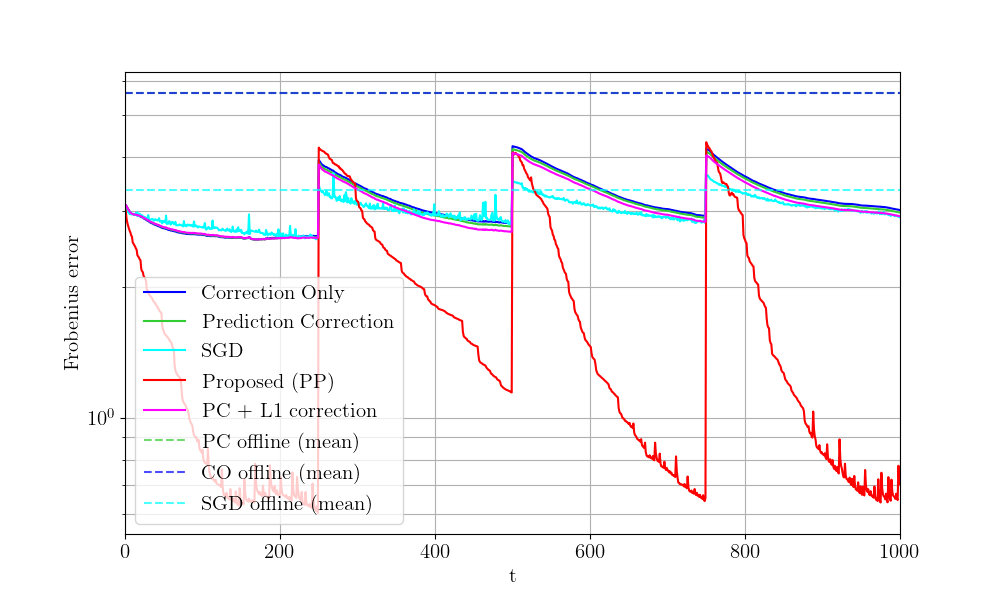 Frobenius error
10⁰
2
Correction Only
Prediction Correction
SGD
Proposed (PP)
PC + L1 correction
PC offline (mean)
CO offline (mean)
SGD offline (mean)
0 200 400 600 800 1000
t